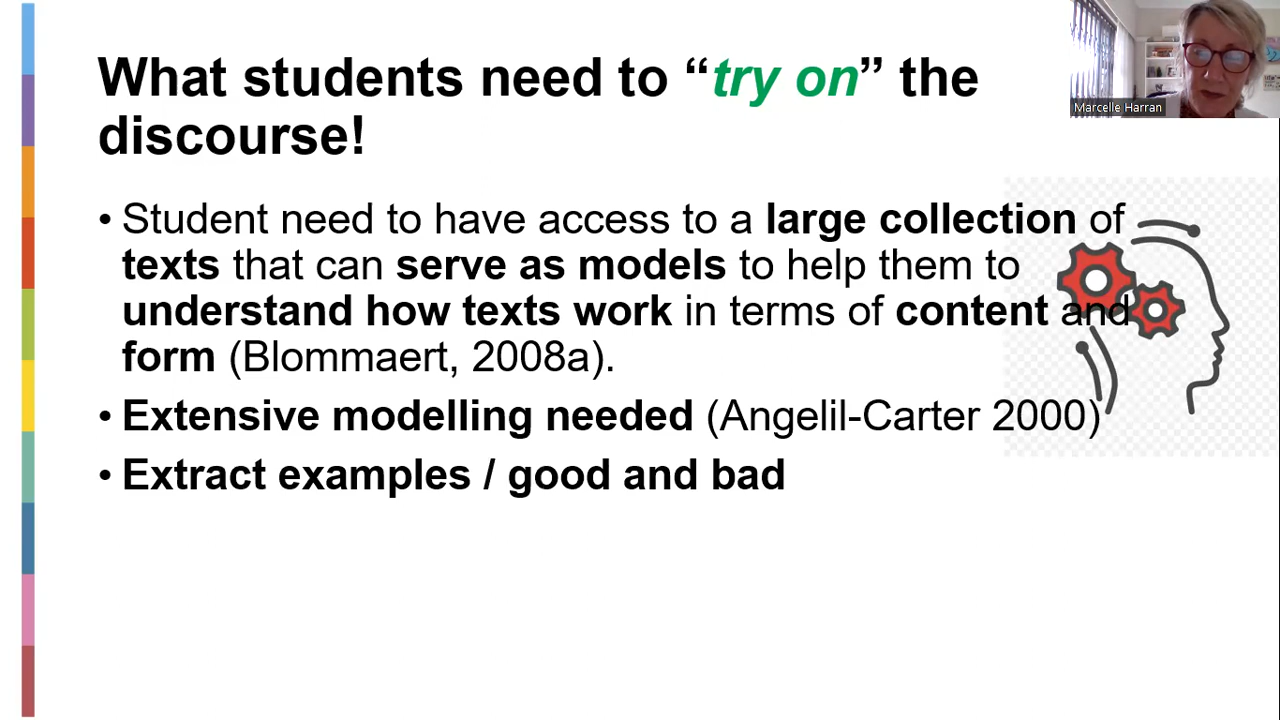 What students need to “try on” the
discourse!
Marcelle Harran
• Student need to have access to a large collection of
texts that can serve as models to help them to
understand how texts work in terms of content and
form (Blommaert, 2008a).
• Extensive modelling needed (Angelil-Carter 2000)
• Extract examples / good and bad